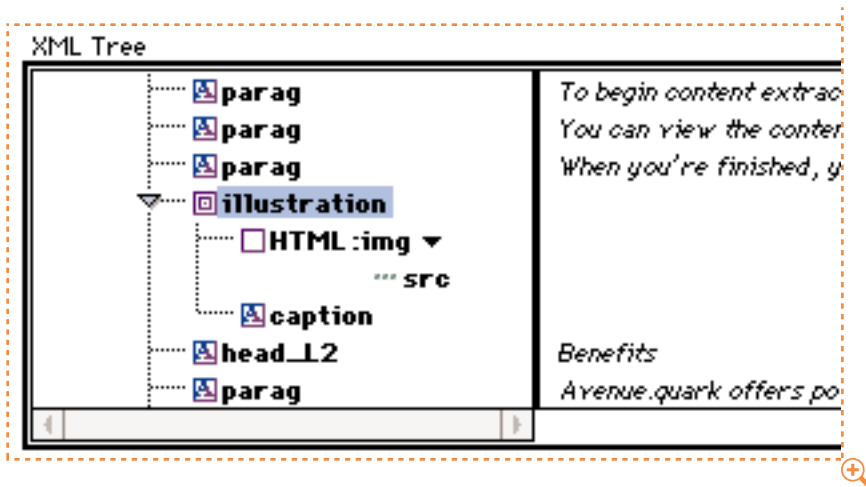 XML Tree
parag To begin content extrac
parag You can view the conten
parag When you're finished, y
illustration
HTML:img
src
caption
head_L2 Benefits
parag Avenue.quark offers po